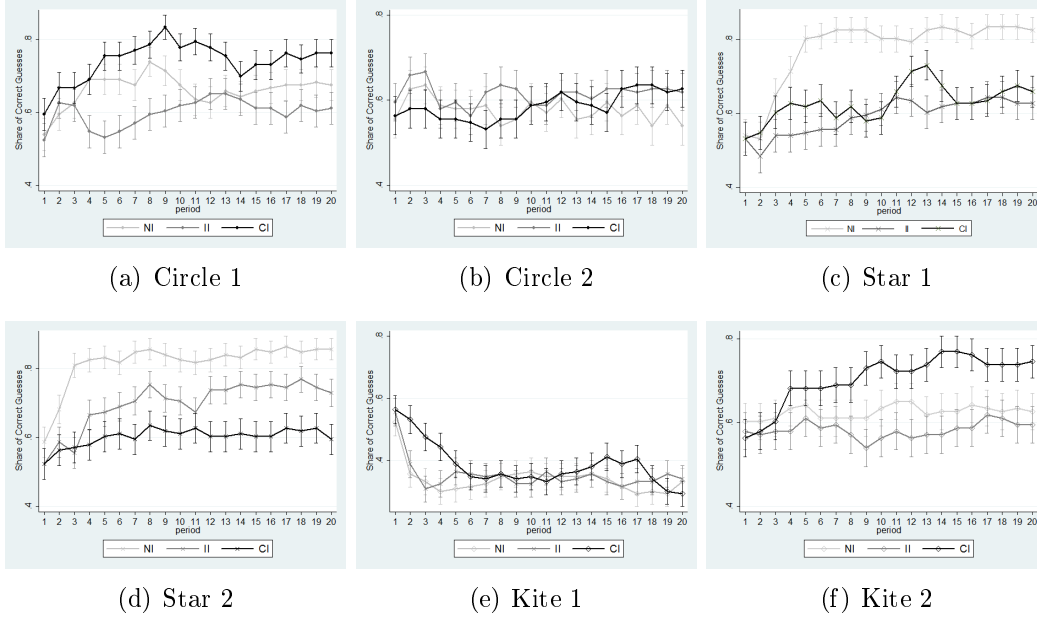 .8
.6
.4
Share of Correct Guesses
1 2 3 4 5 6 7 8 9 10 11 12 13 14 15 16 17 18 19 20
period
NI II CI
(a) Circle 1
.8
.6
.4
Share of Correct Guesses
1 2 3 4 5 6 7 8 9 10 11 12 13 14 15 16 17 18 19 20
period
NI II CI
(b) Circle 2
.8
.6
.4
Share of Correct Guesses
1 2 3 4 5 6 7 8 9 10 11 12 13 14 15 16 17 18 19 20
period
NI II CI
(c) Star 1
.8
.6
.4
Share of Correct Guesses
1 2 3 4 5 6 7 8 9 10 11 12 13 14 15 16 17 18 19 20
period
NI II CI
(d) Star 2
.8
.6
.4
Share of Correct Guesses
1 2 3 4 5 6 7 8 9 10 11 12 13 14 15 16 17 18 19 20
period
NI II CI
(e) Kite 1
.8
.6
.4
Share of Correct Guesses
1 2 3 4 5 6 7 8 9 10 11 12 13 14 15 16 17 18 19 20
period
NI II CI
(f) Kite 2